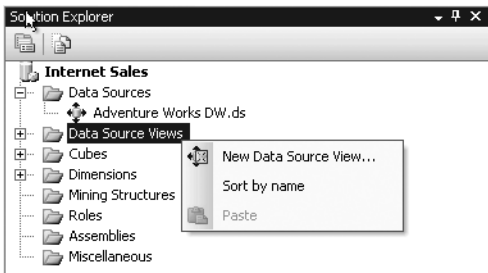 Solution Explorer
Internet Sales
Data Sources
Adventure Works DW.ds
Data Source Views
Cubes
Dimensions
Mining Structures
Roles
Assemblies
Miscellaneous
New Data Source View...
Sort by name
Paste